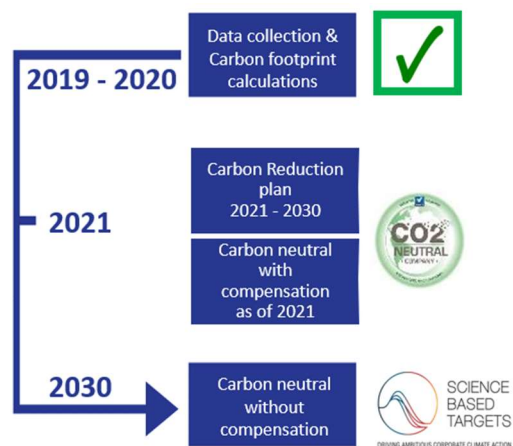 Data collection &
Carbon footprint
calculations
2019 - 2020
Carbon Reduction
plan
2021 - 2030
2021
Carbon neutral
with
compensation
as of 2021
CO2
NEUTRAL
COMPANY
2030
Carbon neutral
without
compensation
SCIENCE
BASED
TARGETS
DRIVING AMBITIOUS CORPORATE CLIMATE ACTION